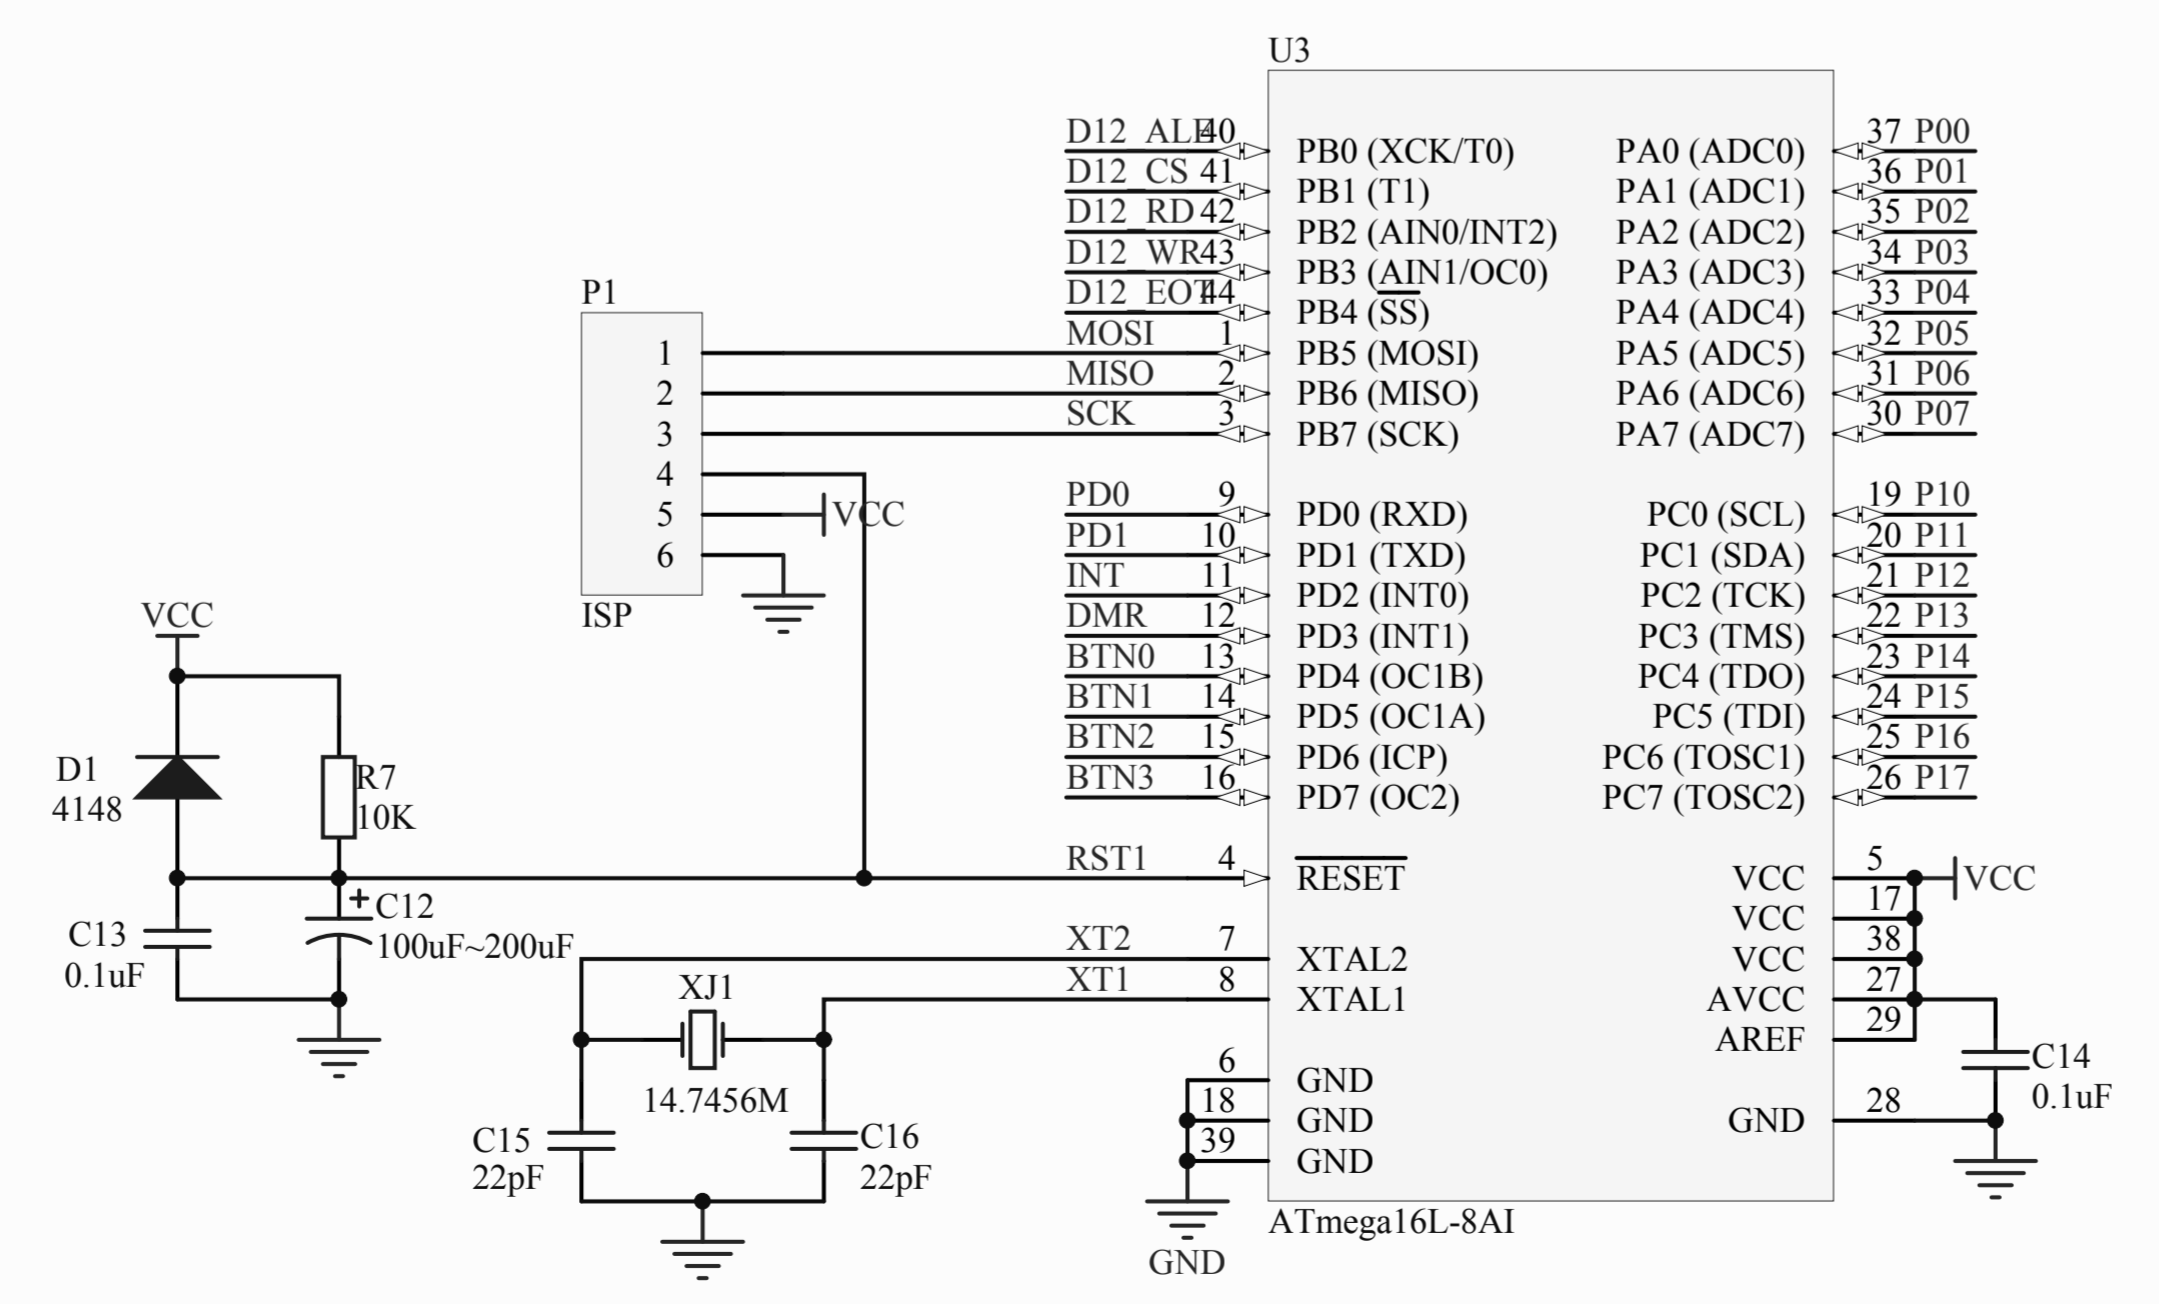 U3
D12_ALE 40 PB0 (XCK/T0) PA0 (ADC0) 37 P00
D12_CS 41 PB1 (T1) PA1 (ADC1) 36 P01
D12_RD 42 PB2 (AIN0/INT2) PA2 (ADC2) 35 P02
D12_WR 43 PB3 (AIN1/OC0) PA3 (ADC3) 34 P03
D12_EOT 44 PB4 (SS) PA4 (ADC4) 33 P04
MOSI 1 PB5 (MOSI) PA5 (ADC5) 32 P05
MISO 2 PB6 (MISO) PA6 (ADC6) 31 P06
SCK 3 PB7 (SCK) PA7 (ADC7) 30 P07
PD0 9 PD0 (RXD) PC0 (SCL) 19 P10
PD1 10 PD1 (TXD) PC1 (SDA) 20 P11
INT 11 PD2 (INT0) PC2 (TCK) 21 P12
DMR 12 PD3 (INT1) PC3 (TMS) 22 P13
BTN0 13 PD4 (OC1B) PC4 (TDO) 23 P14
BTN1 14 PD5 (OC1A) PC5 (TDI) 24 P15
BTN2 15 PD6 (ICP) PC6 (TOSC1) 25 P16
BTN3 16 PD7 (OC2) PC7 (TOSC2) 26 P17
RST1 4 RESET VCC 5 VCC
VCC 17
XT2 7 XTAL2 VCC 38
XT1 8 XTAL1 AVCC 27
AREF 29
6 GND
18 GND GND 28
39 GND
GND
ATmega16L-8AI
C14
0.1uF
P1
1
2
3
4
5 VCC
6
ISP
VCC
D1
4148
R7
10K
C13
0.1uF
+ C12
100uF~200uF
XJ1
14.7456M
C15
22pF
C16
22pF